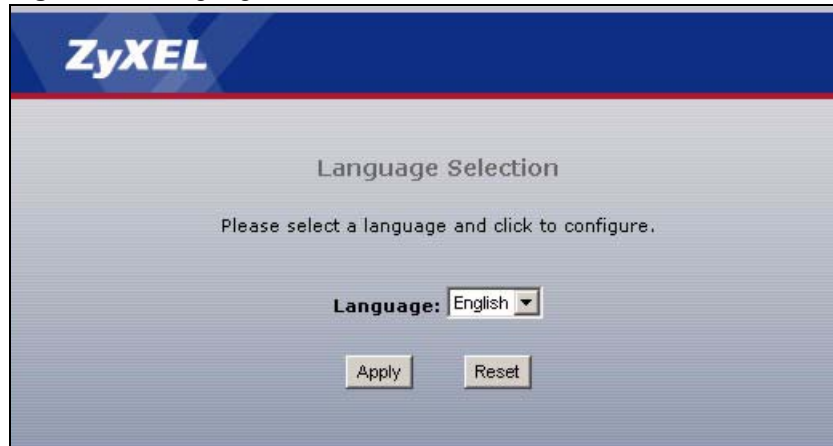 ZyXEL
Language Selection
Please select a language and click to configure.
Language: English
Apply Reset